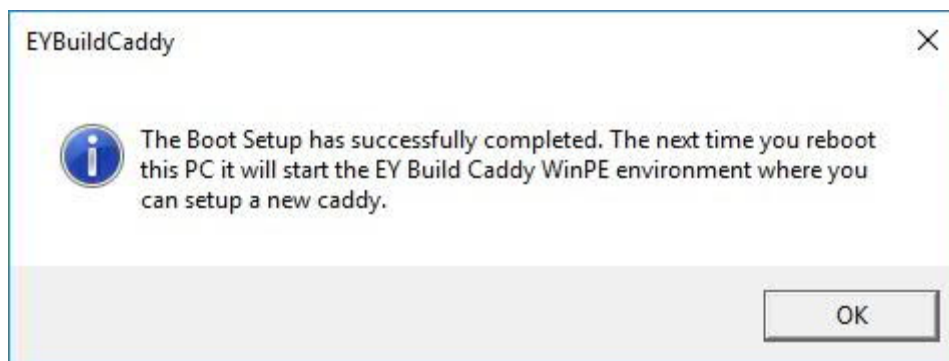 EYBuildCaddy
The Boot Setup has successfully completed. The next time you reboot
this PC it will start the EY Build Caddy WinPE environment where you
can setup a new caddy.
OK